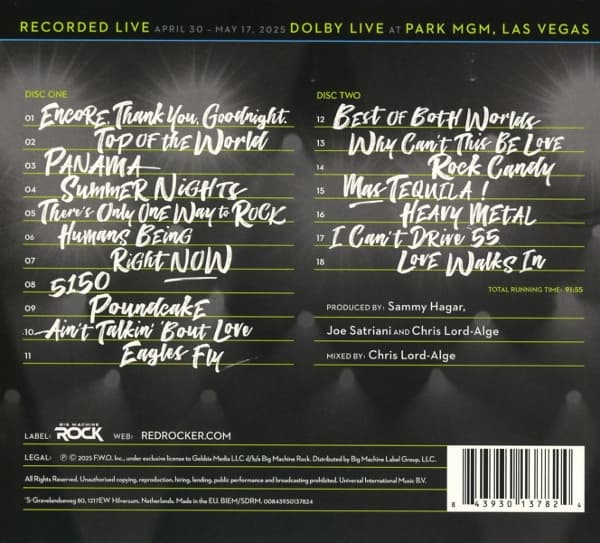 RECORDED LIVE APRIL 30 – MAY 17, 2025 DOLBY LIVE AT PARK MGM, LAS VEGAS
DISC ONE
01 Encore. Thank You. Goodnight.
02 Top of the World
03 PANAMA
04 Summer Nights
05 There's Only One Way to Rock
06 Humans Being
07 Right NOW
08 5150
09 Poundcake
10 Ain't Talkin' 'Bout Love
11 Eagles Fly
DISC TWO
12 Best of Both Worlds
13 Why Can't This Be Love
14 Rock Candy
15 Mas TEQUILA!
16 HEAVY METAL
17 I Can't Drive 55
18 Love Walks In
TOTAL RUNNING TIME: 91:55
PRODUCED BY: Sammy Hagar,
Joe Satriani AND Chris Lord-Alge
MIXED BY: Chris Lord-Alge
LABEL: BIG MACHINE ROCK WEB: REDROCKER.COM
LEGAL: ℗ © 2025 F.W.O. Inc., under exclusive license to Gebbia Media LLC d/b/a Big Machine Rock. Distributed by Big Machine Label Group, LLC.
All Rights Reserved. Unauthorised copying, reproduction, hiring, lending, public performance and broadcasting prohibited. Universal International Music B.V.
'S-Gravelandseweg 80, 1217EW Hilversum, Netherlands. Made in the EU. BIEM/SDRM. 00843930137824
8 43930 13782 4